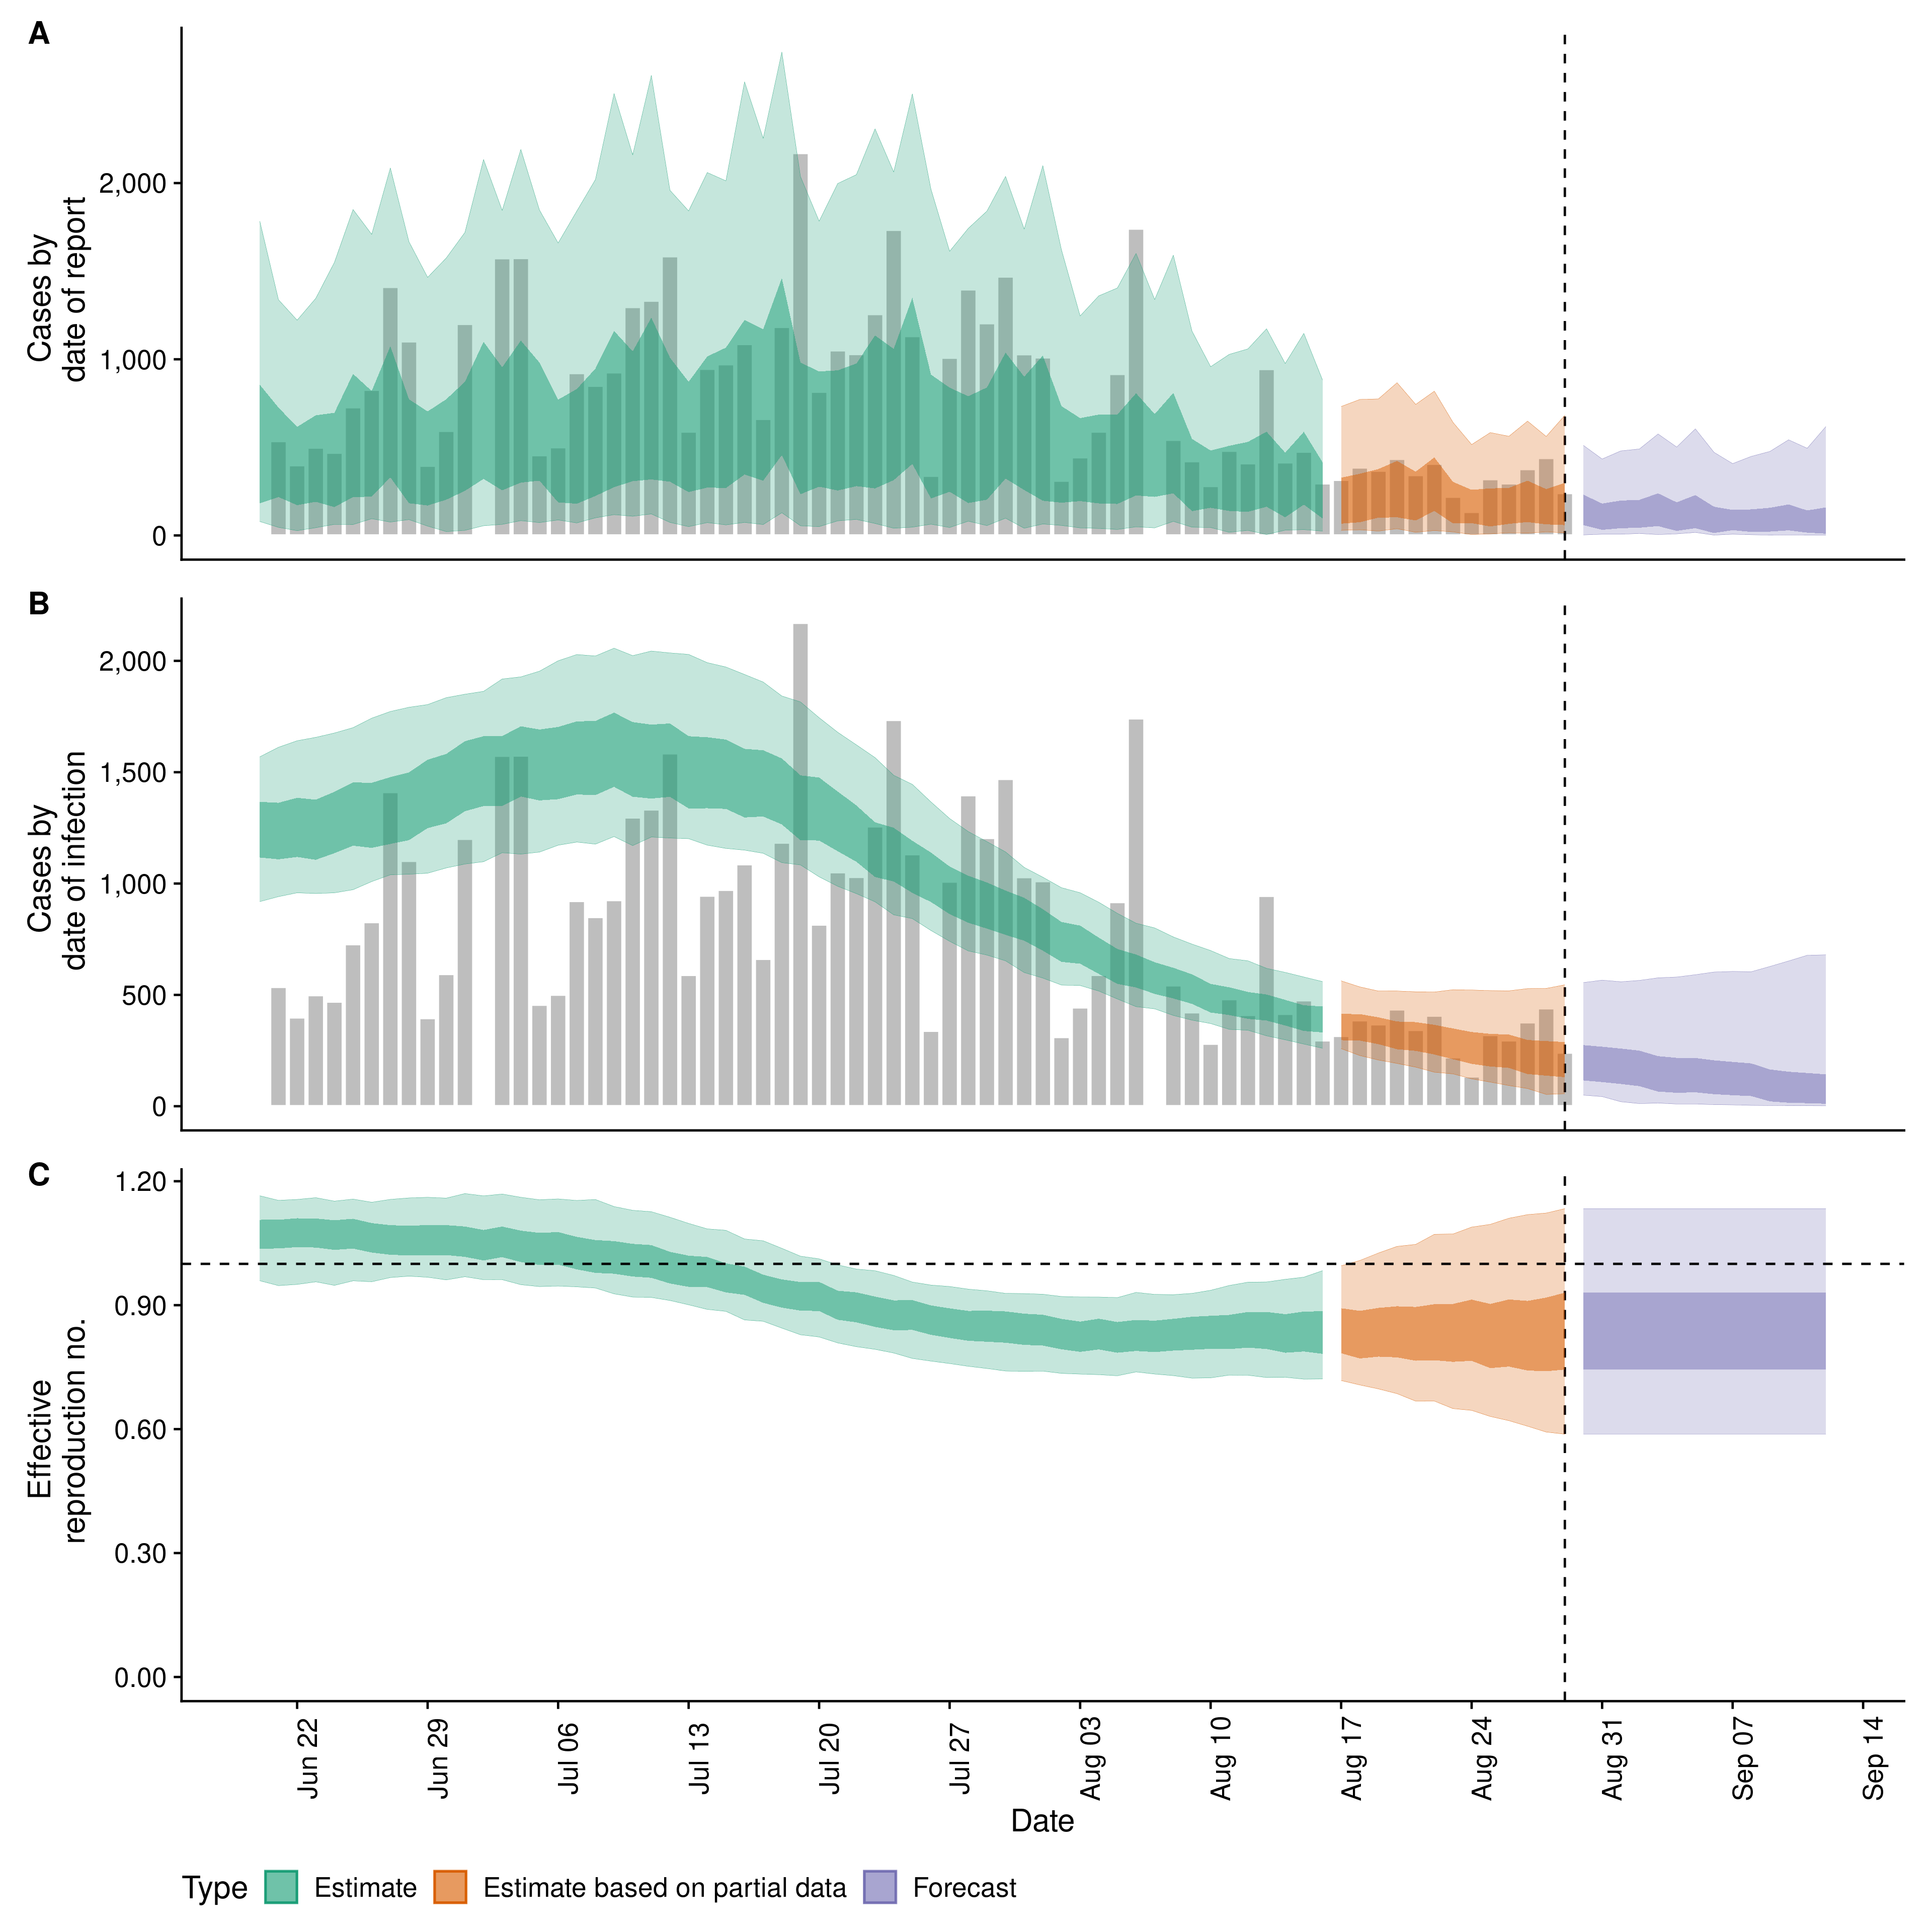 A
Cases by
date of report
2,000
1,000
0
B
Cases by
date of infection
2,000
1,500
1,000
500
0
C
Effective
reproduction no.
1.20
0.90
0.60
0.30
0.00
Jun 22
Jun 29
Jul 06
Jul 13
Jul 20
Jul 27
Aug 03
Aug 10
Aug 17
Aug 24
Aug 31
Sep 07
Sep 14
Date
Type Estimate Estimate based on partial data Forecast